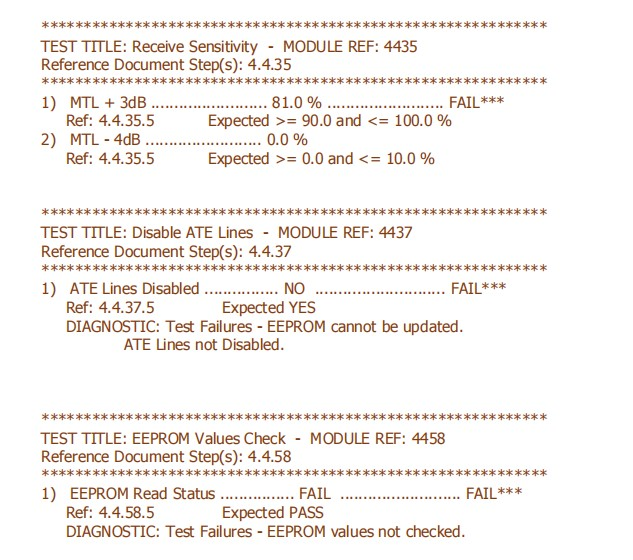 ************************************************************
TEST TITLE: Receive Sensitivity - MODULE REF: 4435
Reference Document Step(s): 4.4.35
************************************************************
1) MTL + 3dB ......................... 81.0 % ......................... FAIL***
Ref: 4.4.35.5 Expected >= 90.0 and <= 100.0 %
2) MTL - 4dB ......................... 0.0 %
Ref: 4.4.35.5 Expected >= 0.0 and <= 10.0 %
************************************************************
TEST TITLE: Disable ATE Lines - MODULE REF: 4437
Reference Document Step(s): 4.4.37
************************************************************
1) ATE Lines Disabled ................ NO ............................ FAIL***
Ref: 4.4.37.5 Expected YES
DIAGNOSTIC: Test Failures - EEPROM cannot be updated.
ATE Lines not Disabled.
************************************************************
TEST TITLE: EEPROM Values Check - MODULE REF: 4458
Reference Document Step(s): 4.4.58
************************************************************
1) EEPROM Read Status ................ FAIL .......................... FAIL***
Ref: 4.4.58.5 Expected PASS
DIAGNOSTIC: Test Failures - EEPROM values not checked.